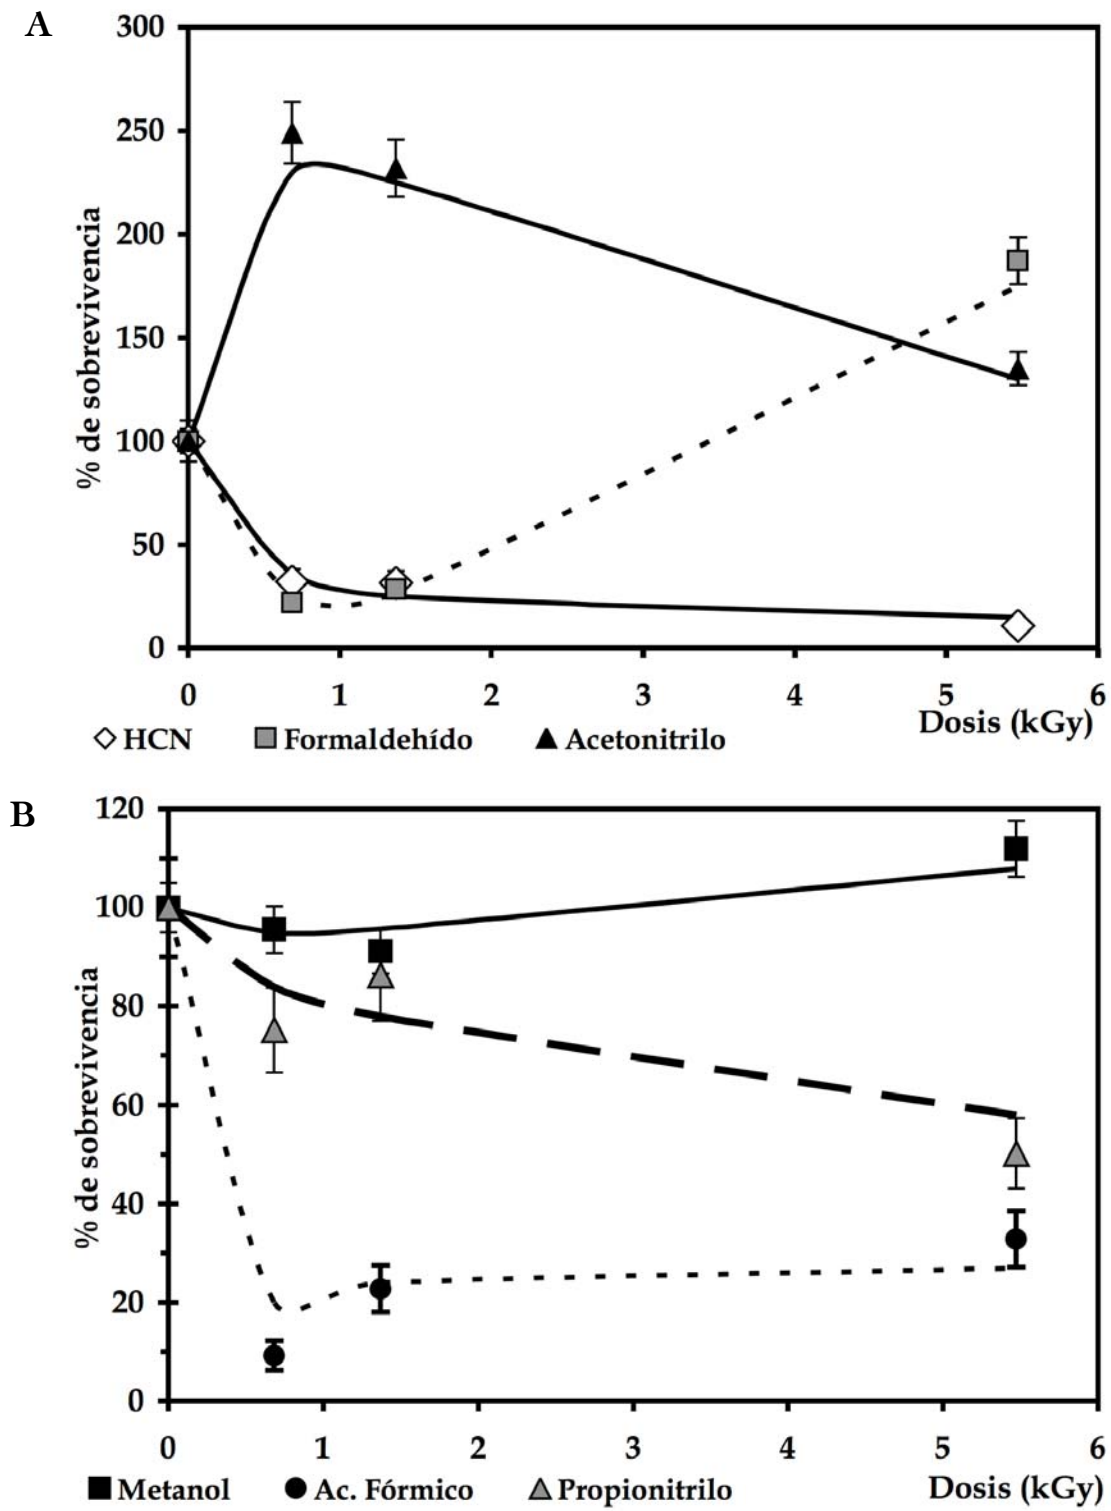 A
300
250
200
150
100
50
0
% de sobrevivencia
0 1 2 3 4 5 6
Dosis (kGy)
HCN Formaldehído Acetonitrilo
B
120
100
80
60
40
20
0
% de sobrevivencia
0 1 2 3 4 5 6
Metanol Ac. Fórmico Propionitrilo Dosis (kGy)